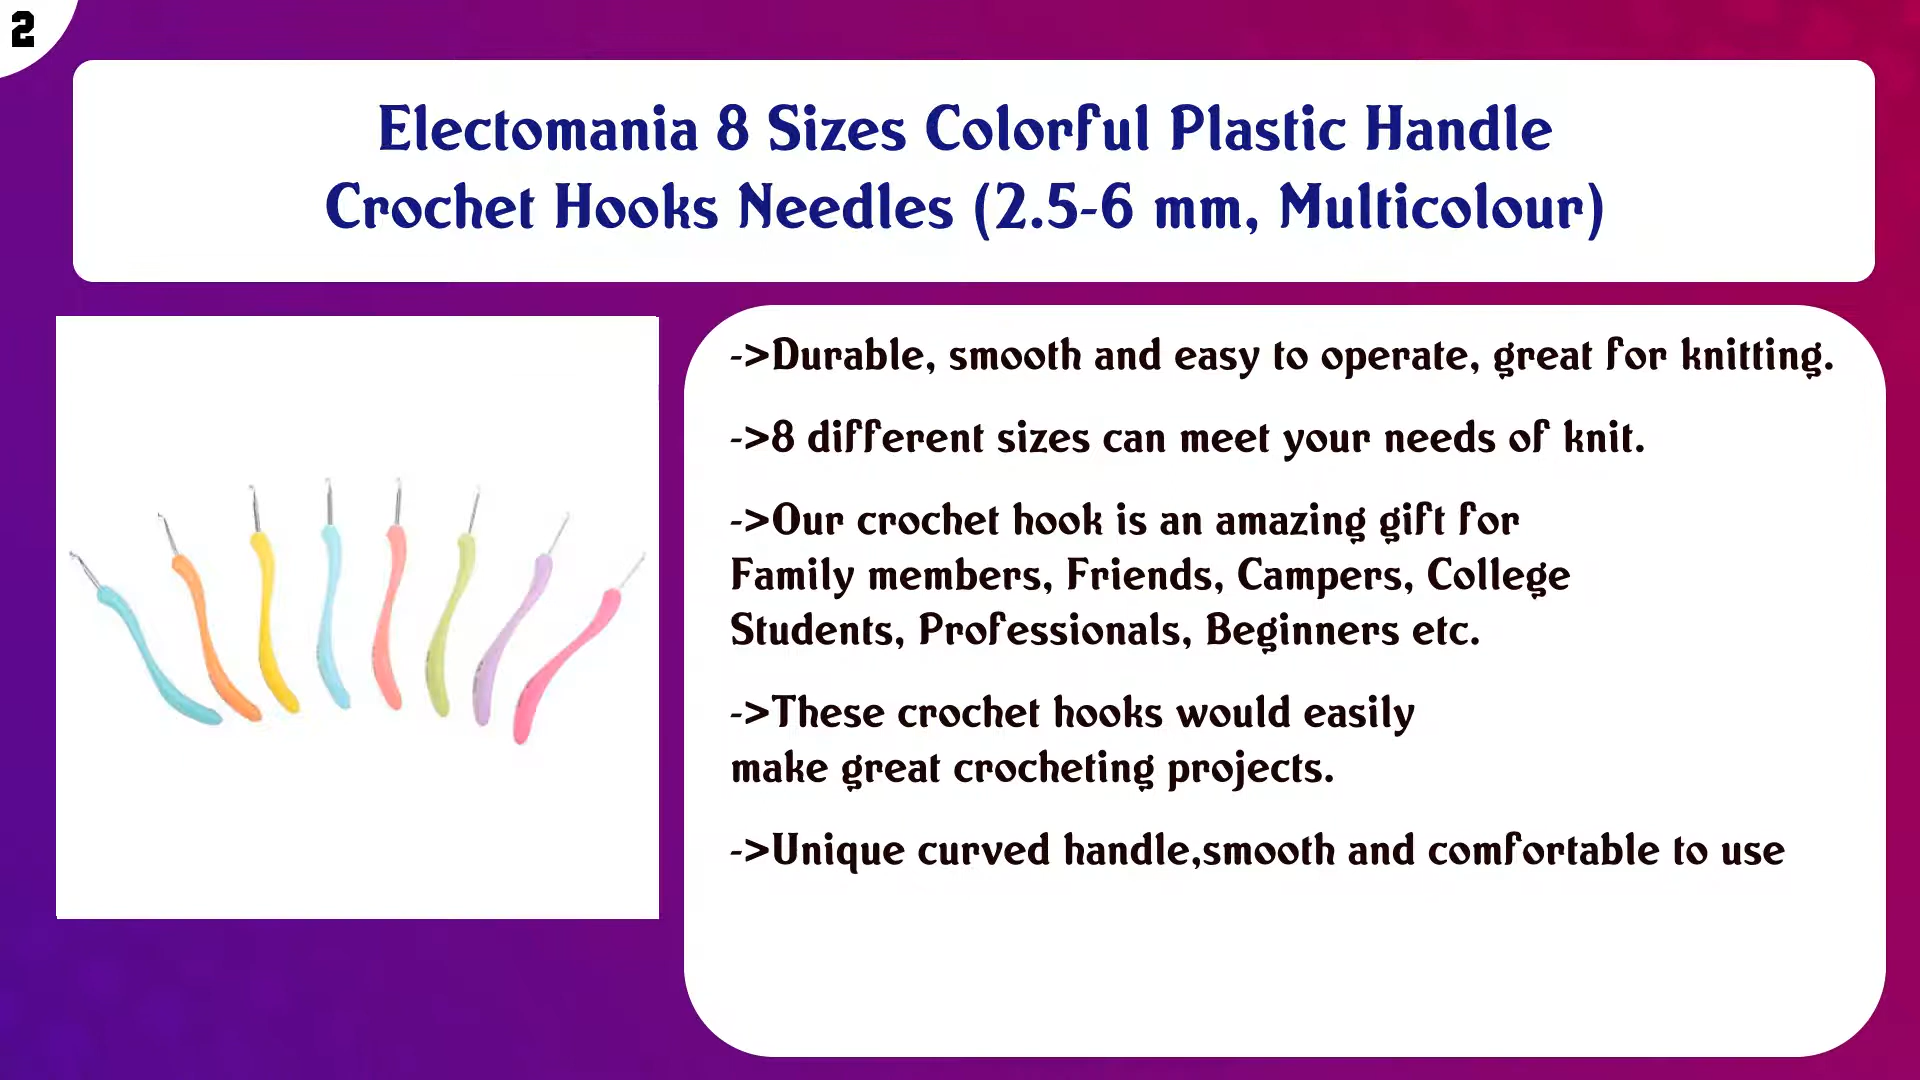 2
Electomania 8 Sizes Colorful Plastic Handle
Crochet Hooks Needles (2.5-6 mm, Multicolour)
->Durable, smooth and easy to operate, great for knitting.
->8 different sizes can meet your needs of knit.
->Our crochet hook is an amazing gift for
Family members, Friends, Campers, College
Students, Professionals, Beginners etc.
->These crochet hooks would easily
make great crocheting projects.
->Unique curved handle,smooth and comfortable to use